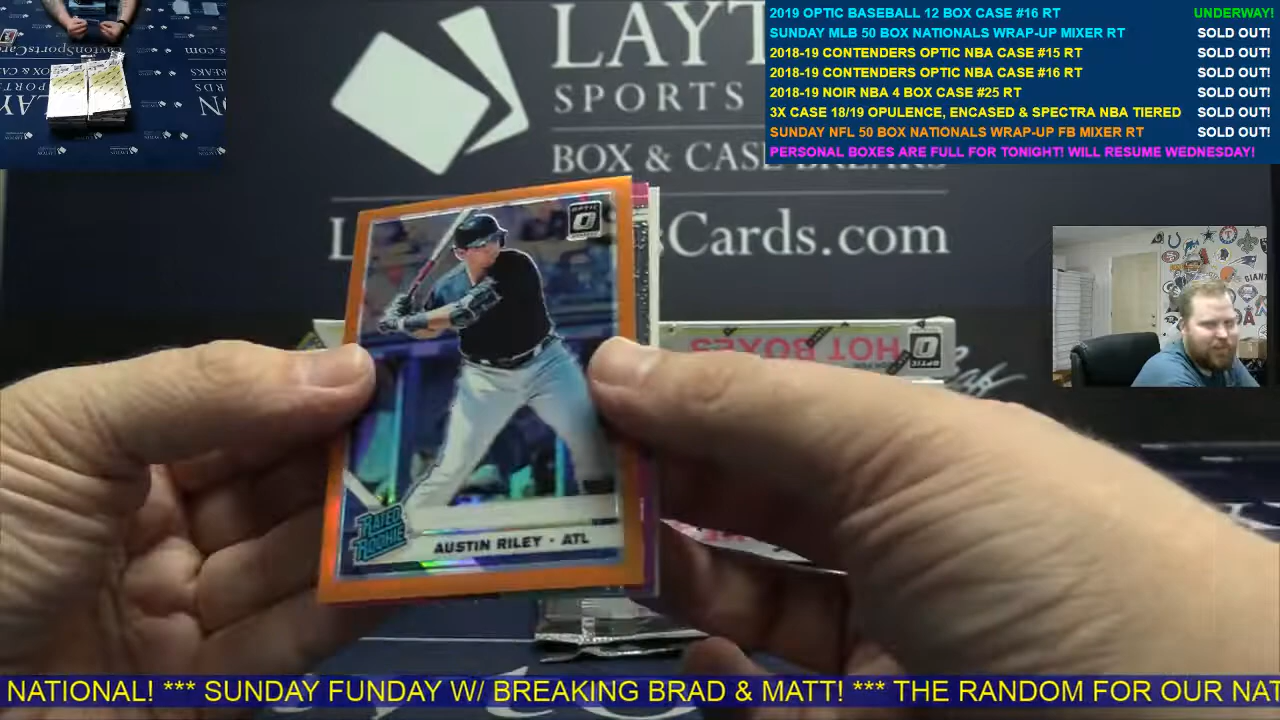 2019 OPTIC BASEBALL 12 BOX CASE #16 RT UNDERWAY!
SUNDAY MLB 50 BOX NATIONALS WRAP-UP MIXER RT SOLD OUT!
2018-19 CONTENDERS OPTIC NBA CASE #15 RT SOLD OUT!
2018-19 CONTENDERS OPTIC NBA CASE #16 RT SOLD OUT!
2018-19 NOIR NBA 4 BOX CASE #25 RT SOLD OUT!
3X CASE 18/19 OPULENCE, ENCASED & SPECTRA NBA TIERED SOLD OUT!
SUNDAY NFL 50 BOX NATIONALS WRAP-UP FB MIXER RT SOLD OUT!
PERSONAL BOXES ARE FULL FOR TONIGHT! WILL RESUME WEDNESDAY!
LAYT
SPORTS
BOX & CASE BREAKS
L
Cards.com
OPTIC
HOT BOXES
RATED
ROOKIE
AUSTIN RILEY · ATL
NATIONAL! *** SUNDAY FUNDAY W/ BREAKING BRAD & MATT! *** THE RANDOM FOR OUR NAT